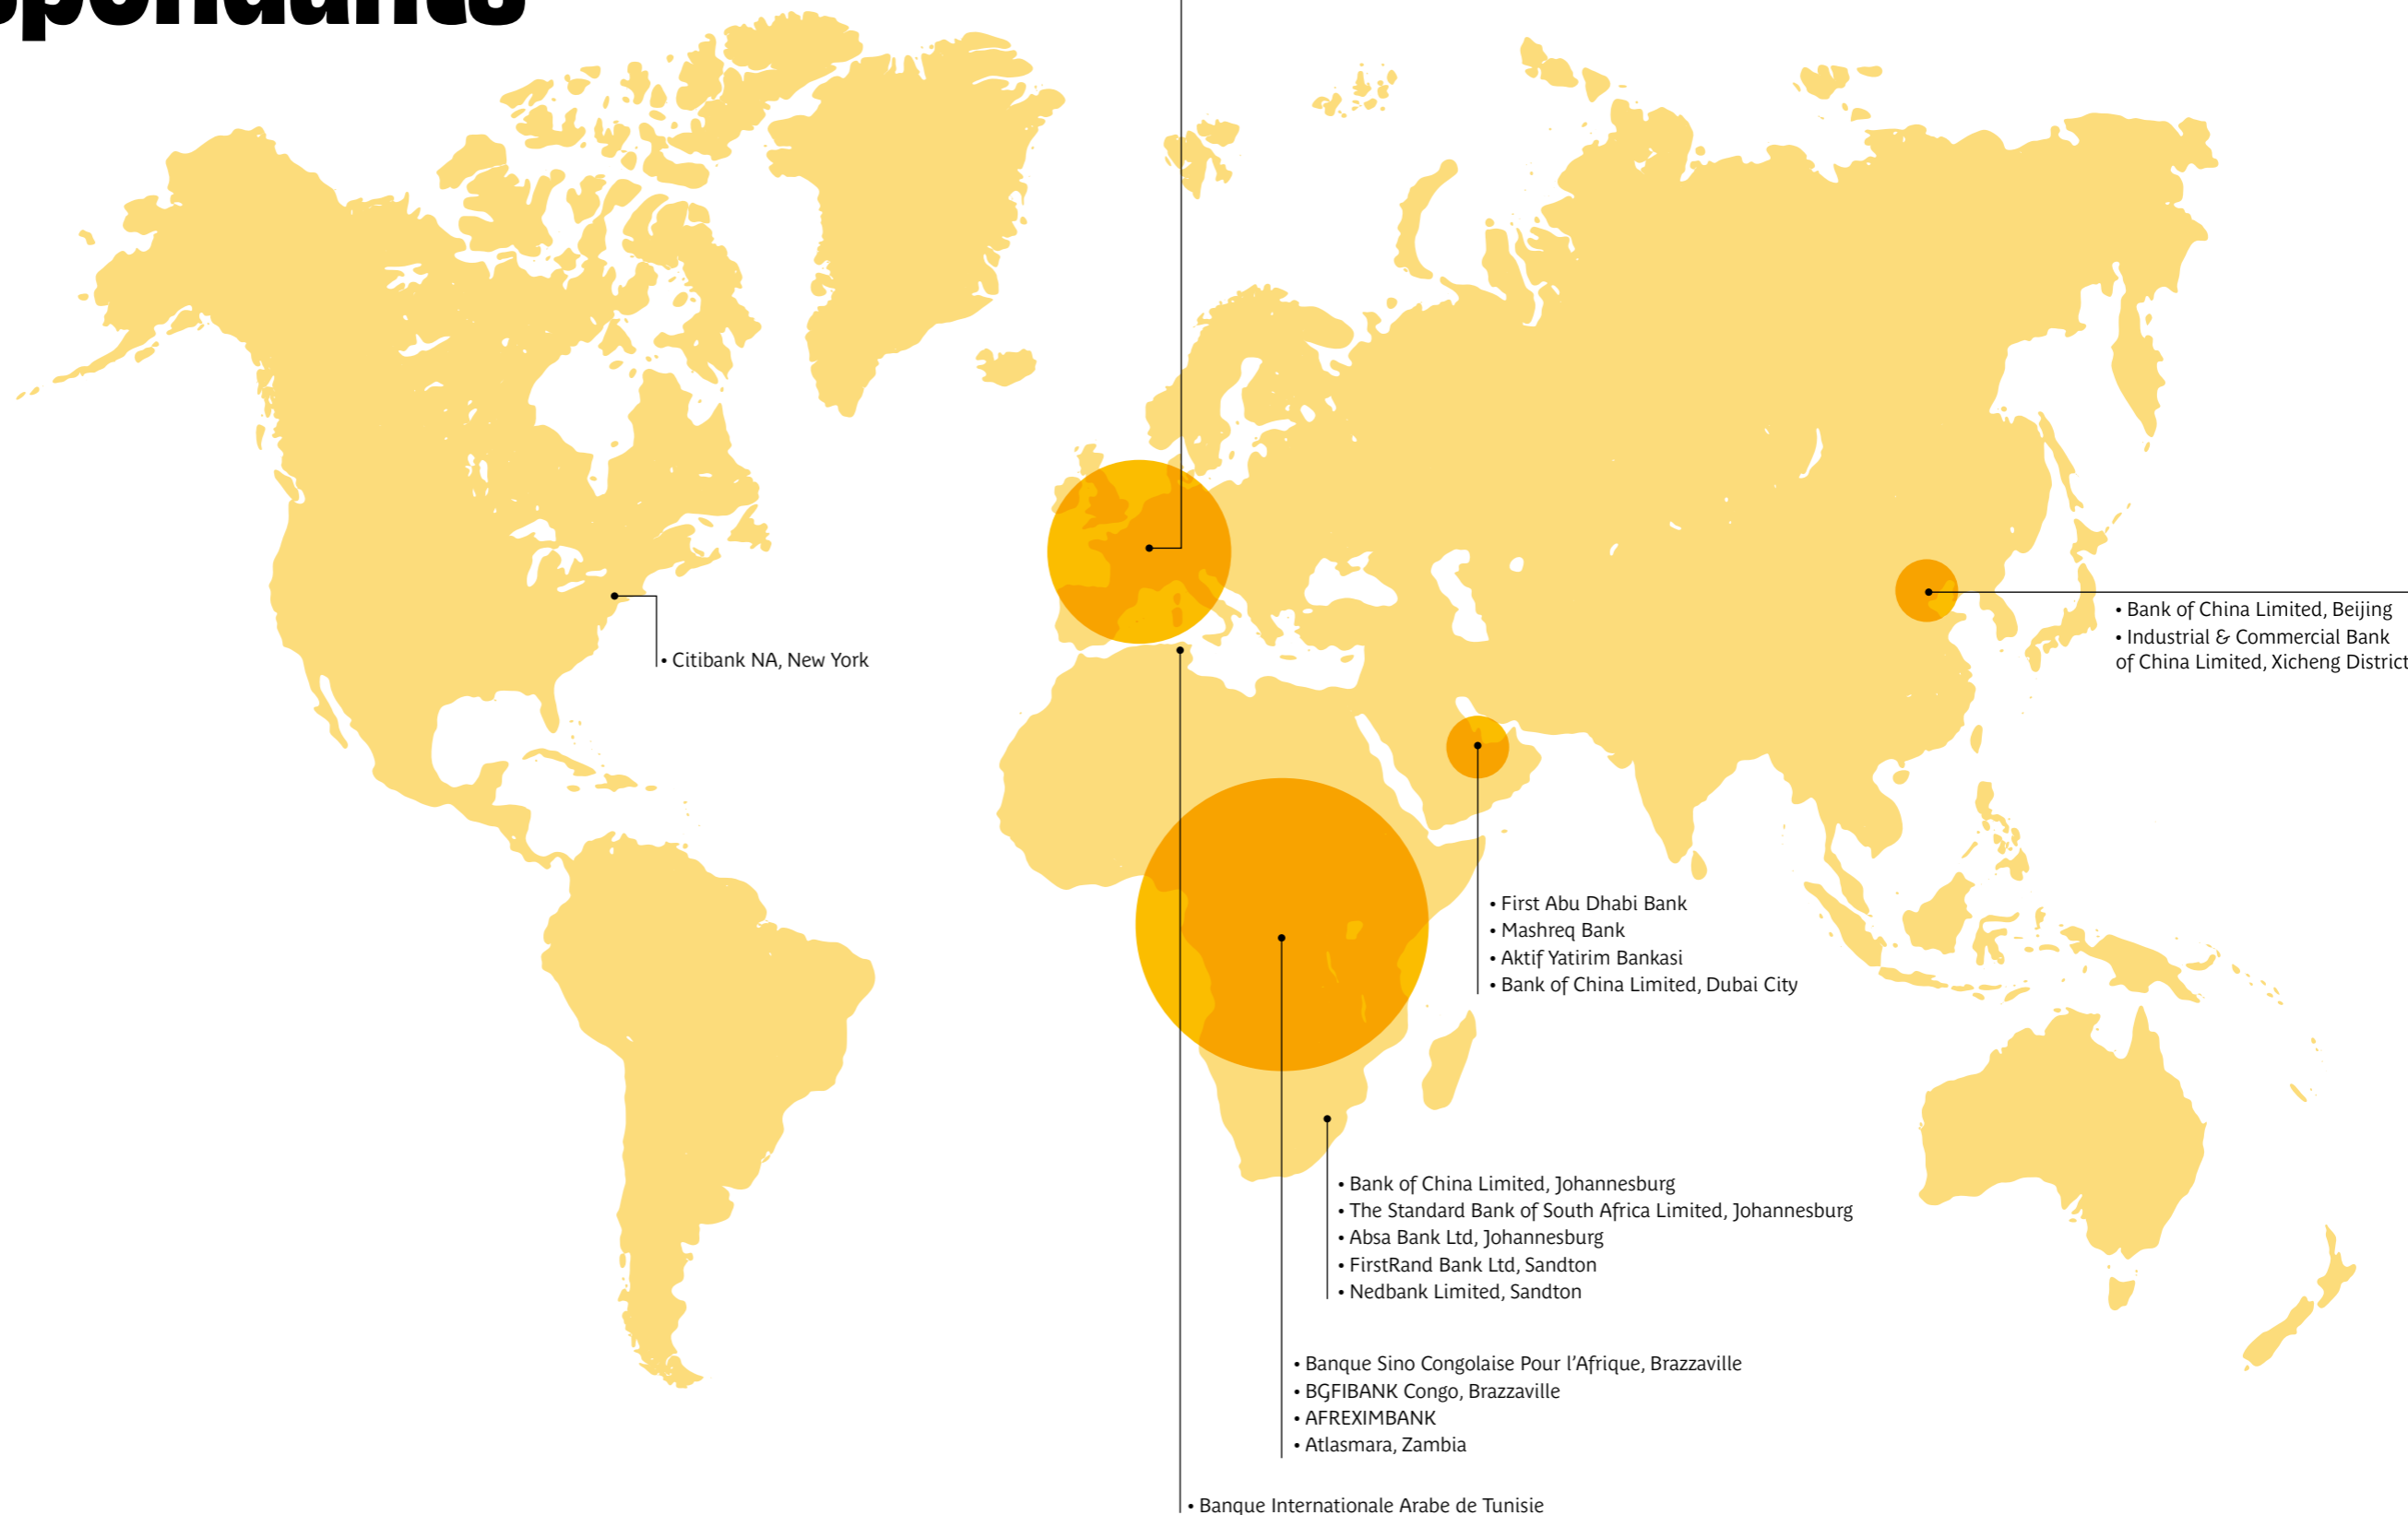 • Citibank NA, New York
• Bank of China Limited, Beijing
• Industrial & Commercial Bank
of China Limited, Xicheng District
• First Abu Dhabi Bank
• Mashreq Bank
• Aktif Yatirim Bankasi
• Bank of China Limited, Dubai City
• Bank of China Limited, Johannesburg
• The Standard Bank of South Africa Limited, Johannesburg
• Absa Bank Ltd, Johannesburg
• FirstRand Bank Ltd, Sandton
• Nedbank Limited, Sandton
• Banque Sino Congolaise Pour l’Afrique, Brazzaville
• BGFIBANK Congo, Brazzaville
• AFREXIMBANK
• Atlasmara, Zambia
• Banque Internationale Arabe de Tunisie